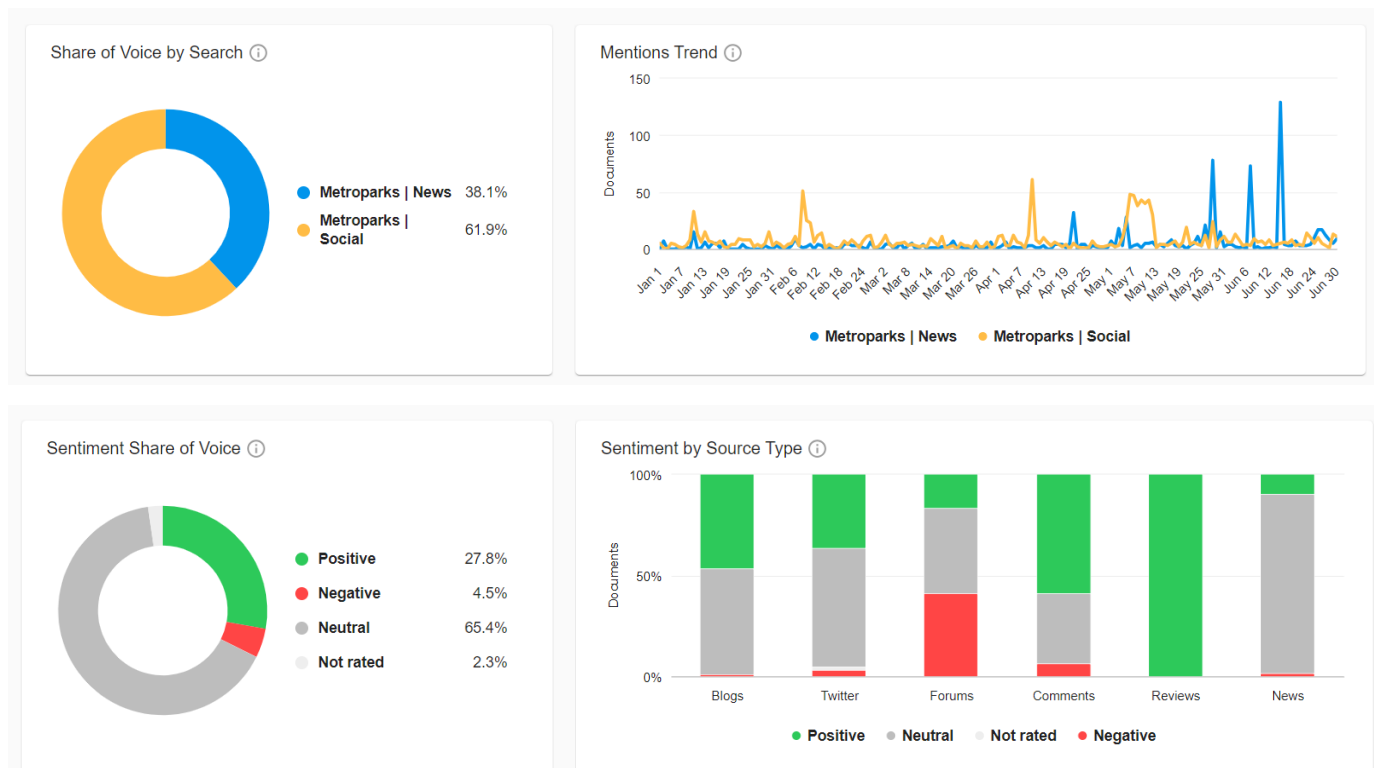 Share of Voice by Search
Metroparks | News 38.1%
Metroparks |
Social
61.9%
Mentions Trend
150
100
50
0
Documents
Jan 1
Jan 7
Jan 13
Jan 19
Jan 25
Jan 31
Feb 6
Feb 12
Feb 18
Feb 24
Mar 2
Mar 8
Mar 14
Mar 20
Mar 26
Apr 1
Apr 7
Apr 13
Apr 19
Apr 25
May 1
May 7
May 13
May 19
May 25
May 31
Jun 6
Jun 12
Jun 18
Jun 24
Jun 30
Metroparks | News Metroparks | Social
Sentiment Share of Voice
Positive 27.8%
Negative 4.5%
Neutral 65.4%
Not rated 2.3%
Sentiment by Source Type
100%
50%
0%
Documents
Blogs Twitter Forums Comments Reviews News
Positive Neutral Not rated Negative